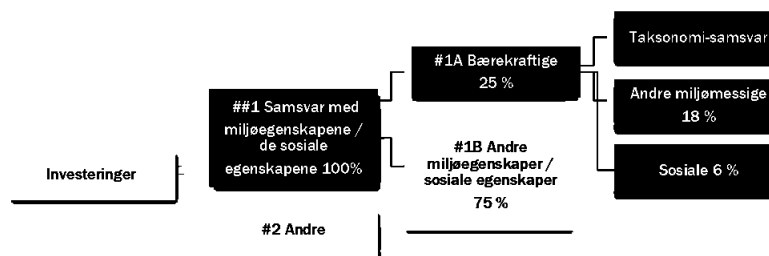 Investeringer
##1 Samsvar med
miljøegenskapene /
de sosiale
egenskapene 100%
#2 Andre
#1A Bærekraftige
25 %
#1B Andre
miljøegenskaper /
sosiale egenskaper
75 %
Taksonomi-samsvar
Andre miljømessige
18 %
Sosiale 6 %